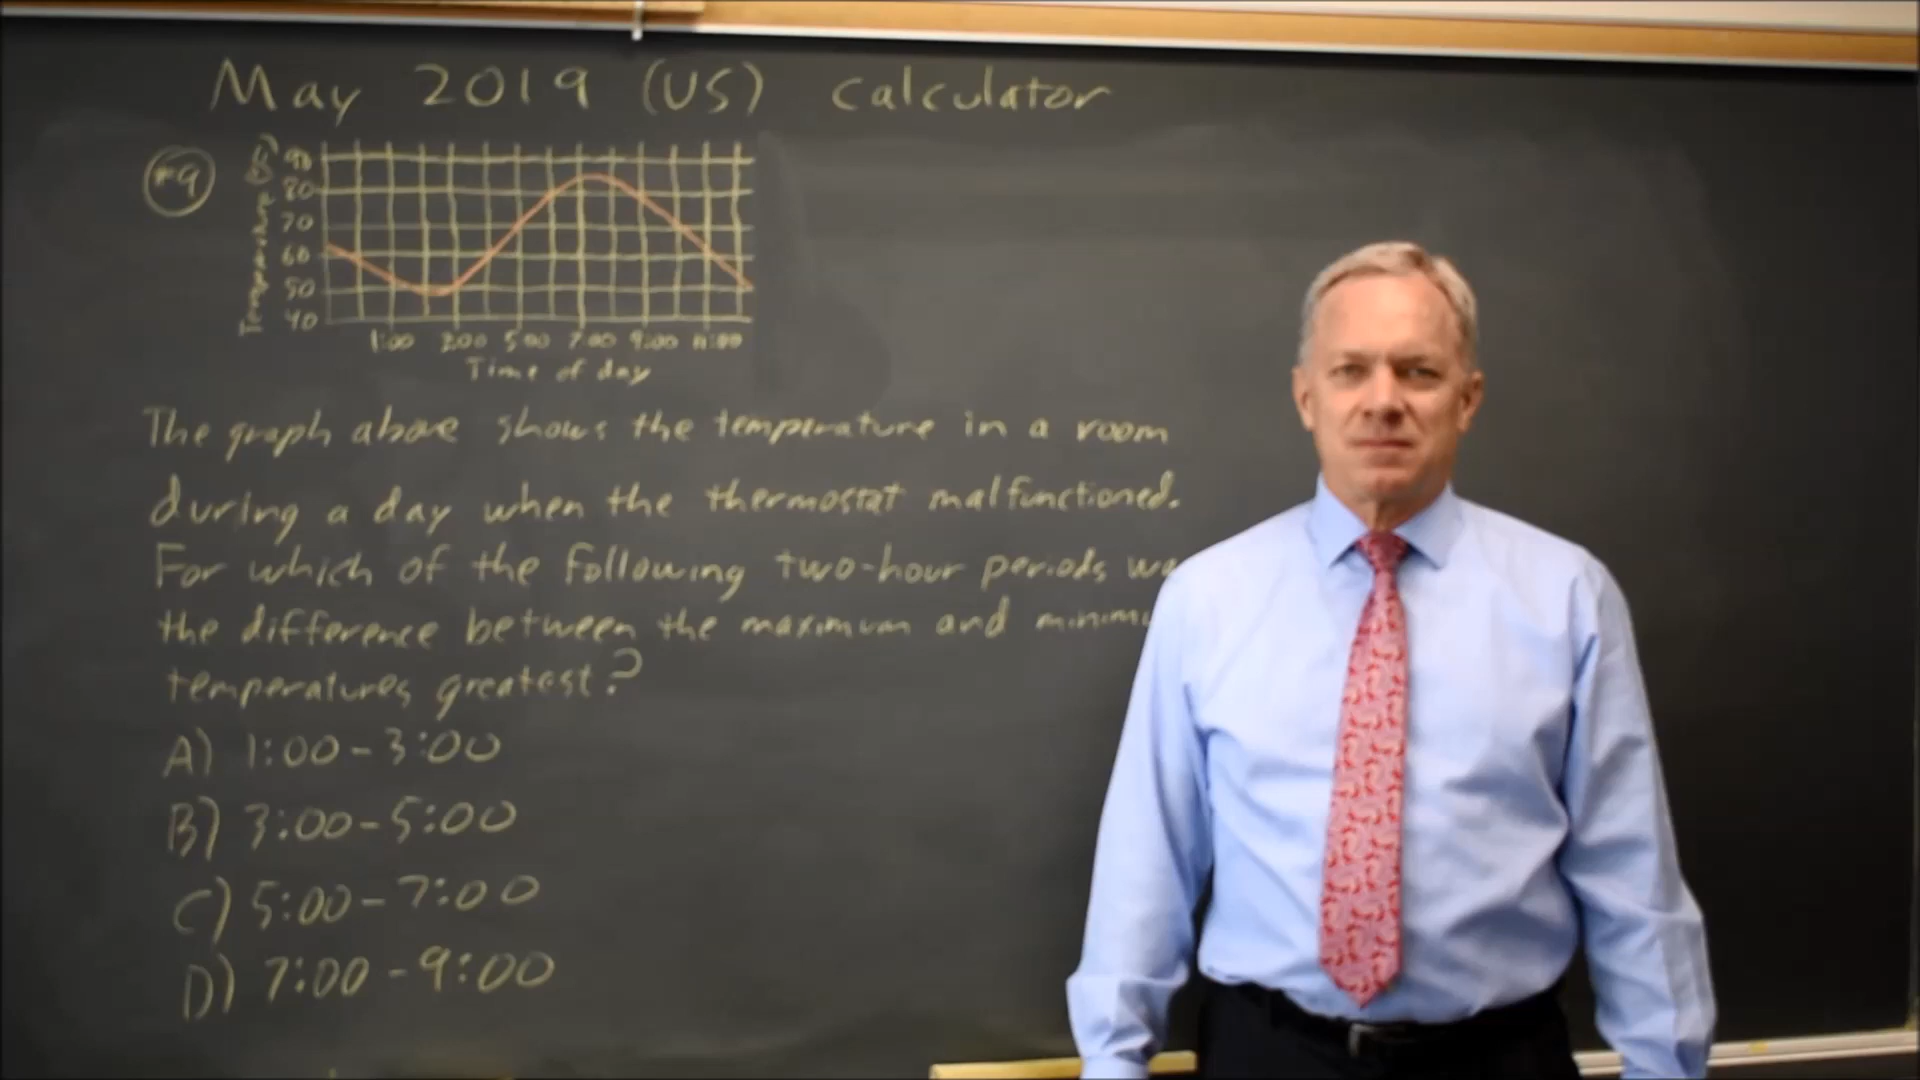 May 2019 (US) Calculator
#9
Temperature (°F)
90
80
70
60
50
40
1:00 3:00 5:00 7:00 9:00 11:00
Time of day
The graph above shows the temperature in a room
during a day when the thermostat malfunctioned.
For which of the following two-hour periods
the difference between the maximum and
temperatures greatest?
A) 1:00-3:00
B) 3:00-5:00
C) 5:00-7:00
D) 7:00-9:00